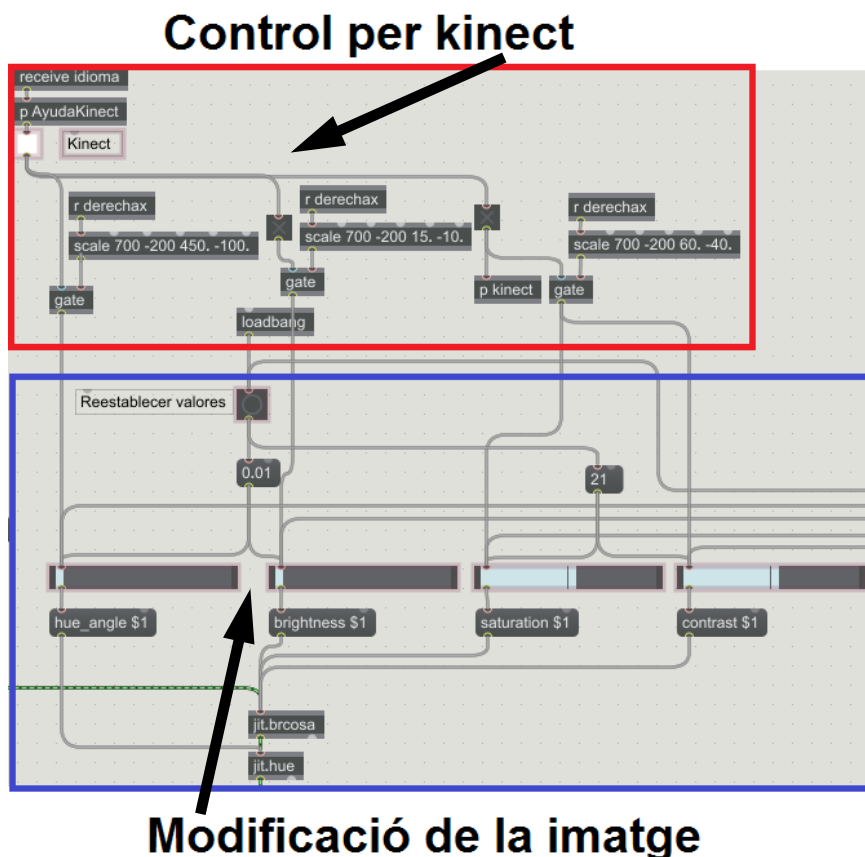 Control per kinect
receive idioma
p AyudaKinect
Kinect
r derechax
scale 700 -200 450. -100.
gate
r derechax
scale 700 -200 15. -10.
gate
p kinect
r derechax
scale 700 -200 60. -40.
gate
loadbang
Reestablecer valores
0.01
21
hue_angle $1
brightness $1
saturation $1
contrast $1
jit.brcosa
jit.hue
Modificació de la imatge